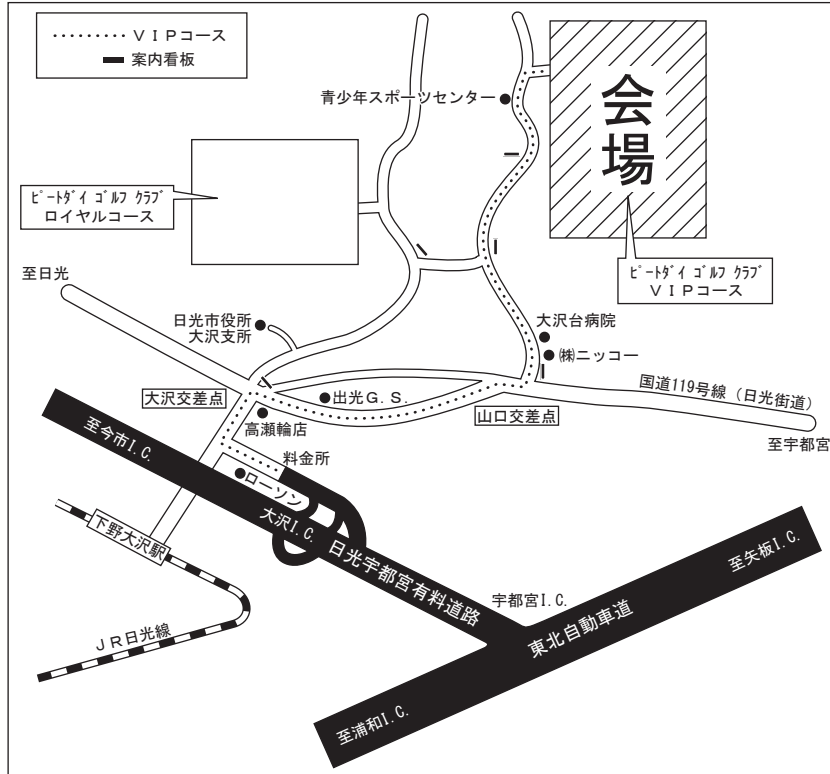 ‥‥‥‥ ＶＩＰコース
案内看板
青少年スポーツセンター
会場
ﾋﾟｰﾄﾀﾞｲ ｺﾞﾙﾌ ｸﾗﾌﾞ
ロイヤルコース
ﾋﾟｰﾄﾀﾞｲ ｺﾞﾙﾌ ｸﾗﾌﾞ
ＶＩＰコース
至日光
日光市役所
大沢支所
大沢台病院
㈱ニッコー
大沢交差点
出光Ｇ.Ｓ.
山口交差点
国道119号線（日光街道）
至宇都宮
高瀬輪店
料金所
至今市I.C.
ローソン
大沢I.C.
下野大沢駅
日光宇都宮有料道路
宇都宮I.C.
至矢板I.C.
東北自動車道
ＪＲ日光線
至浦和I.C.